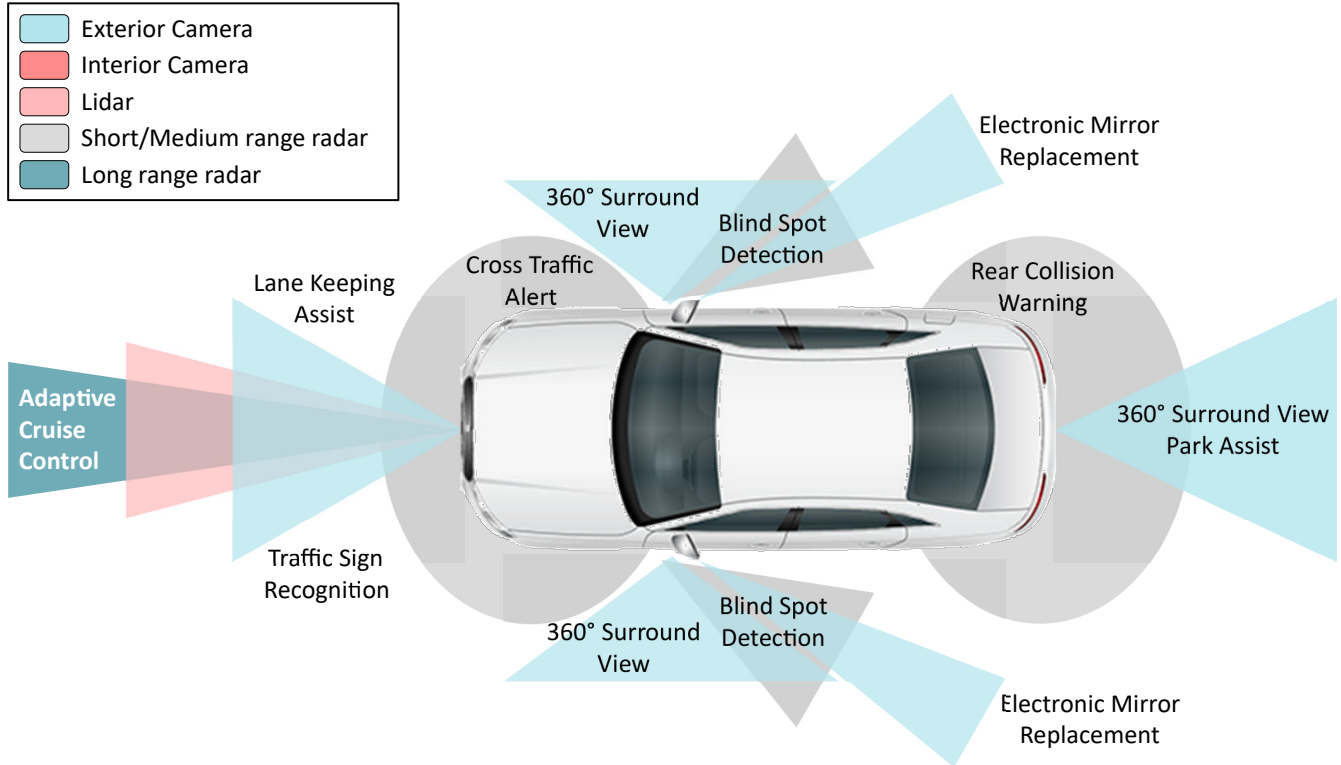 Exterior Camera
Interior Camera
Lidar
Short/Medium range radar
Long range radar
Electronic Mirror
Replacement
360° Surround
View
Blind Spot
Detection
Cross Traffic
Alert
Rear Collision
Warning
Lane Keeping
Assist
Adaptive
Cruise
Control
360° Surround View
Park Assist
Traffic Sign
Recognition
Blind Spot
Detection
360° Surround
View
Electronic Mirror
Replacement